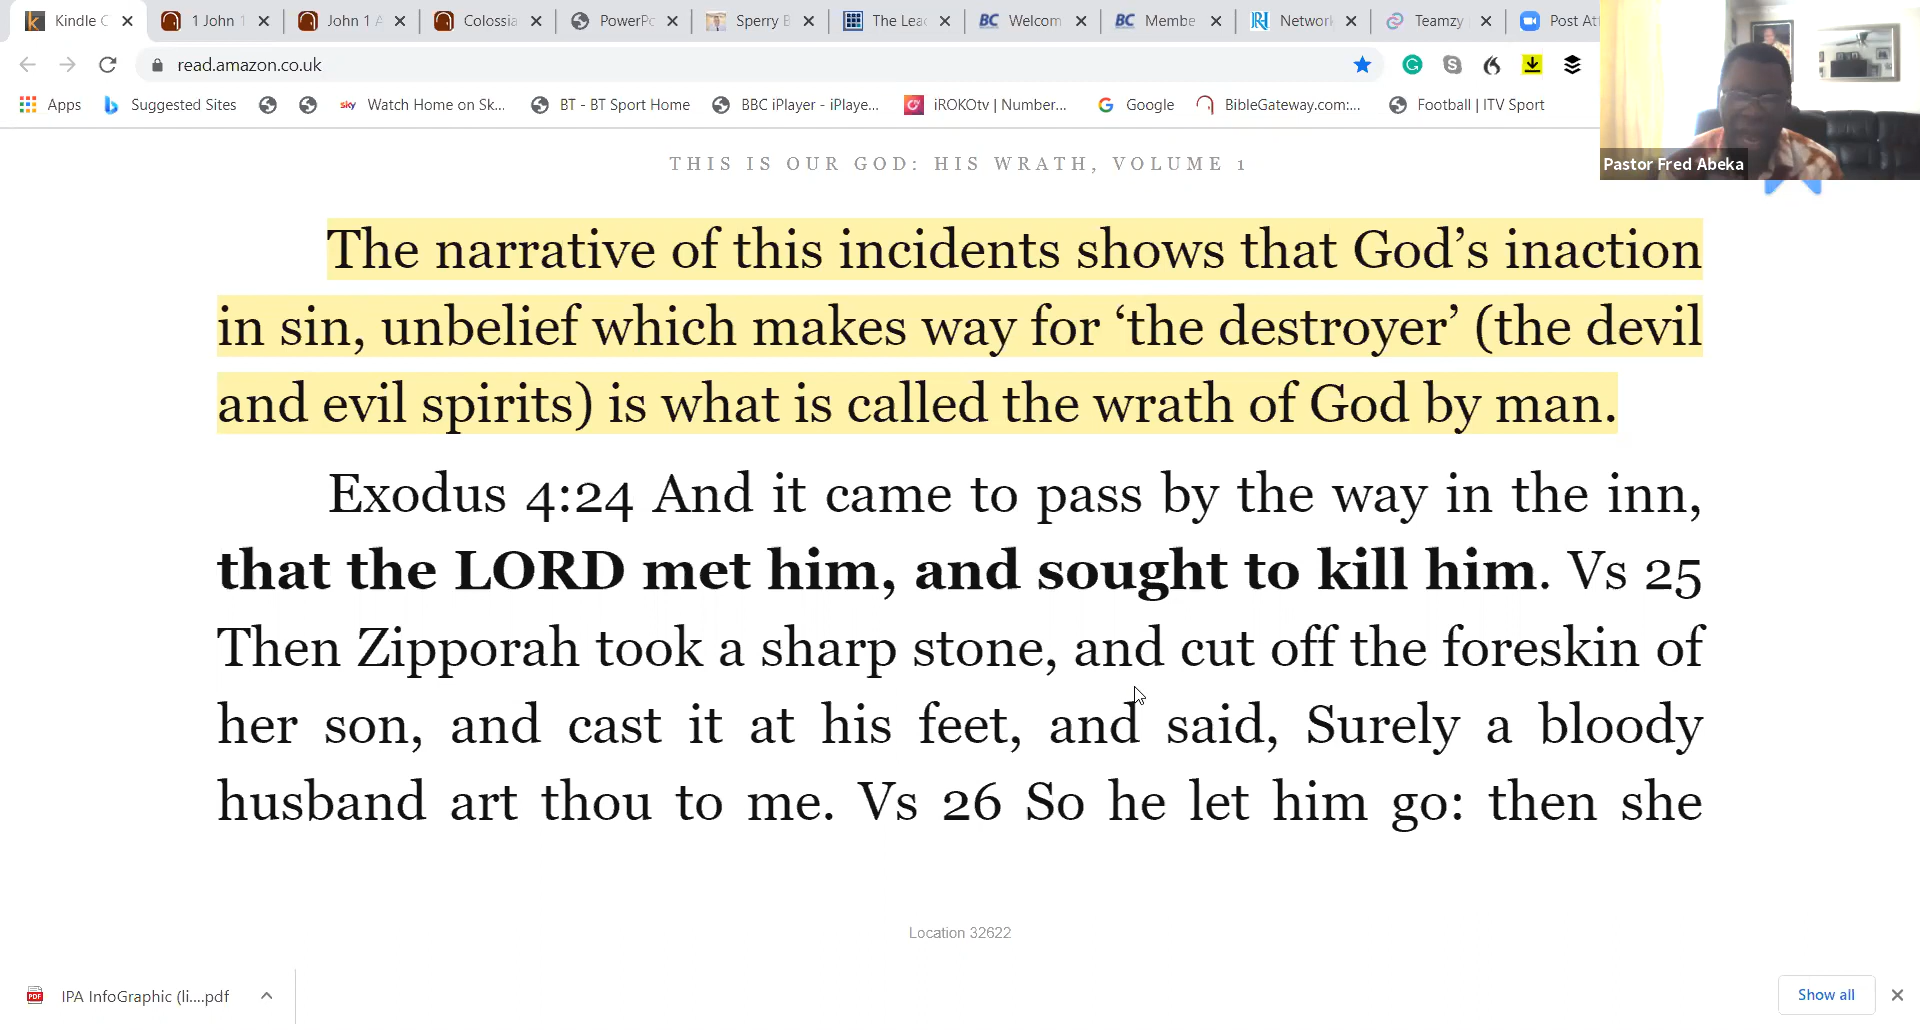 Kindle C
1 John 1
John 1 A
Colossia
PowerPo
Sperry B
The Lea
BC Welcom
BC Membe
Network
Teamzy
Post Att
read.amazon.co.uk
Apps
Suggested Sites
sky Watch Home on Sk...
BT - BT Sport Home
BBC iPlayer - iPlaye...
iROKOtv | Number...
Google
BibleGateway.com:...
Football | ITV Sport
Pastor Fred Abeka
THIS IS OUR GOD: HIS WRATH, VOLUME 1
The narrative of this incidents shows that God’s inaction
in sin, unbelief which makes way for ‘the destroyer’ (the devil
and evil spirits) is what is called the wrath of God by man.
Exodus 4:24 And it came to pass by the way in the inn,
that the LORD met him, and sought to kill him. Vs 25
Then Zipporah took a sharp stone, and cut off the foreskin of
her son, and cast it at his feet, and said, Surely a bloody
husband art thou to me. Vs 26 So he let him go: then she
Location 32622
PDF IPA InfoGraphic (li....pdf
Show all